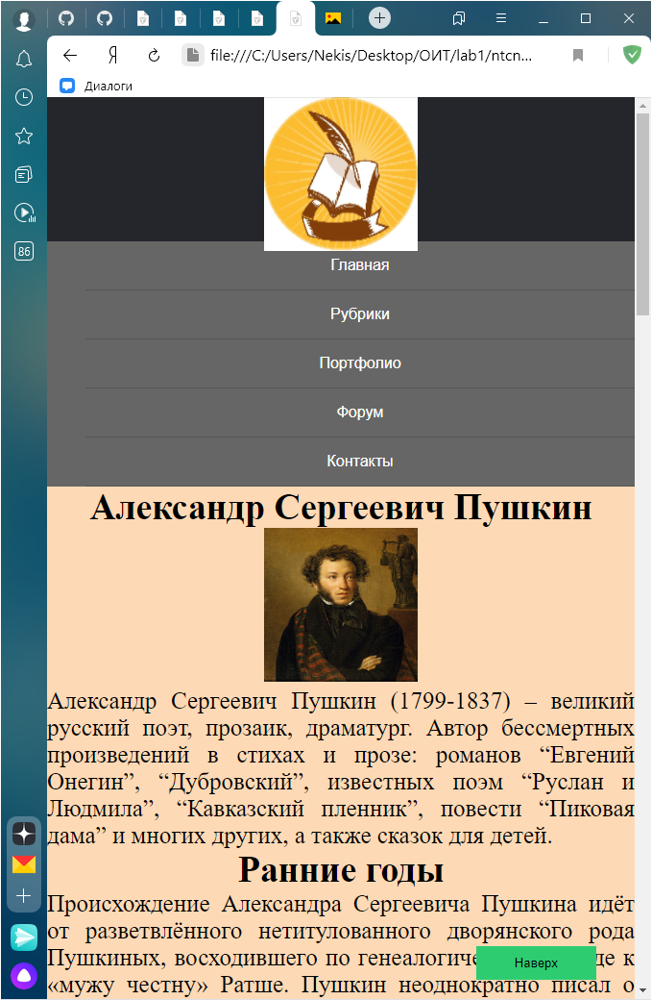 file:///C:/Users/Nekis/Desktop/ОИТ/lab1/ntcn...
Диалоги
86
Главная
Рубрики
Портфолио
Форум
Контакты
Александр Сергеевич Пушкин
Александр Сергеевич Пушкин (1799-1837) – великий
русский поэт, прозаик, драматург. Автор бессмертных
произведений в стихах и прозе: романов “Евгений
Онегин”, “Дубровский”, известных поэм “Руслан и
Людмила”, “Кавказский пленник”, повести “Пиковая
дама” и многих других, а также сказок для детей.
Ранние годы
Происхождение Александра Сергеевича Пушкина идёт
от разветвлённого нетитулованного дворянского рода
Пушкиных, восходившего по к
Наверх
«мужу честну» Ратше. Пушкин неоднократно писал о